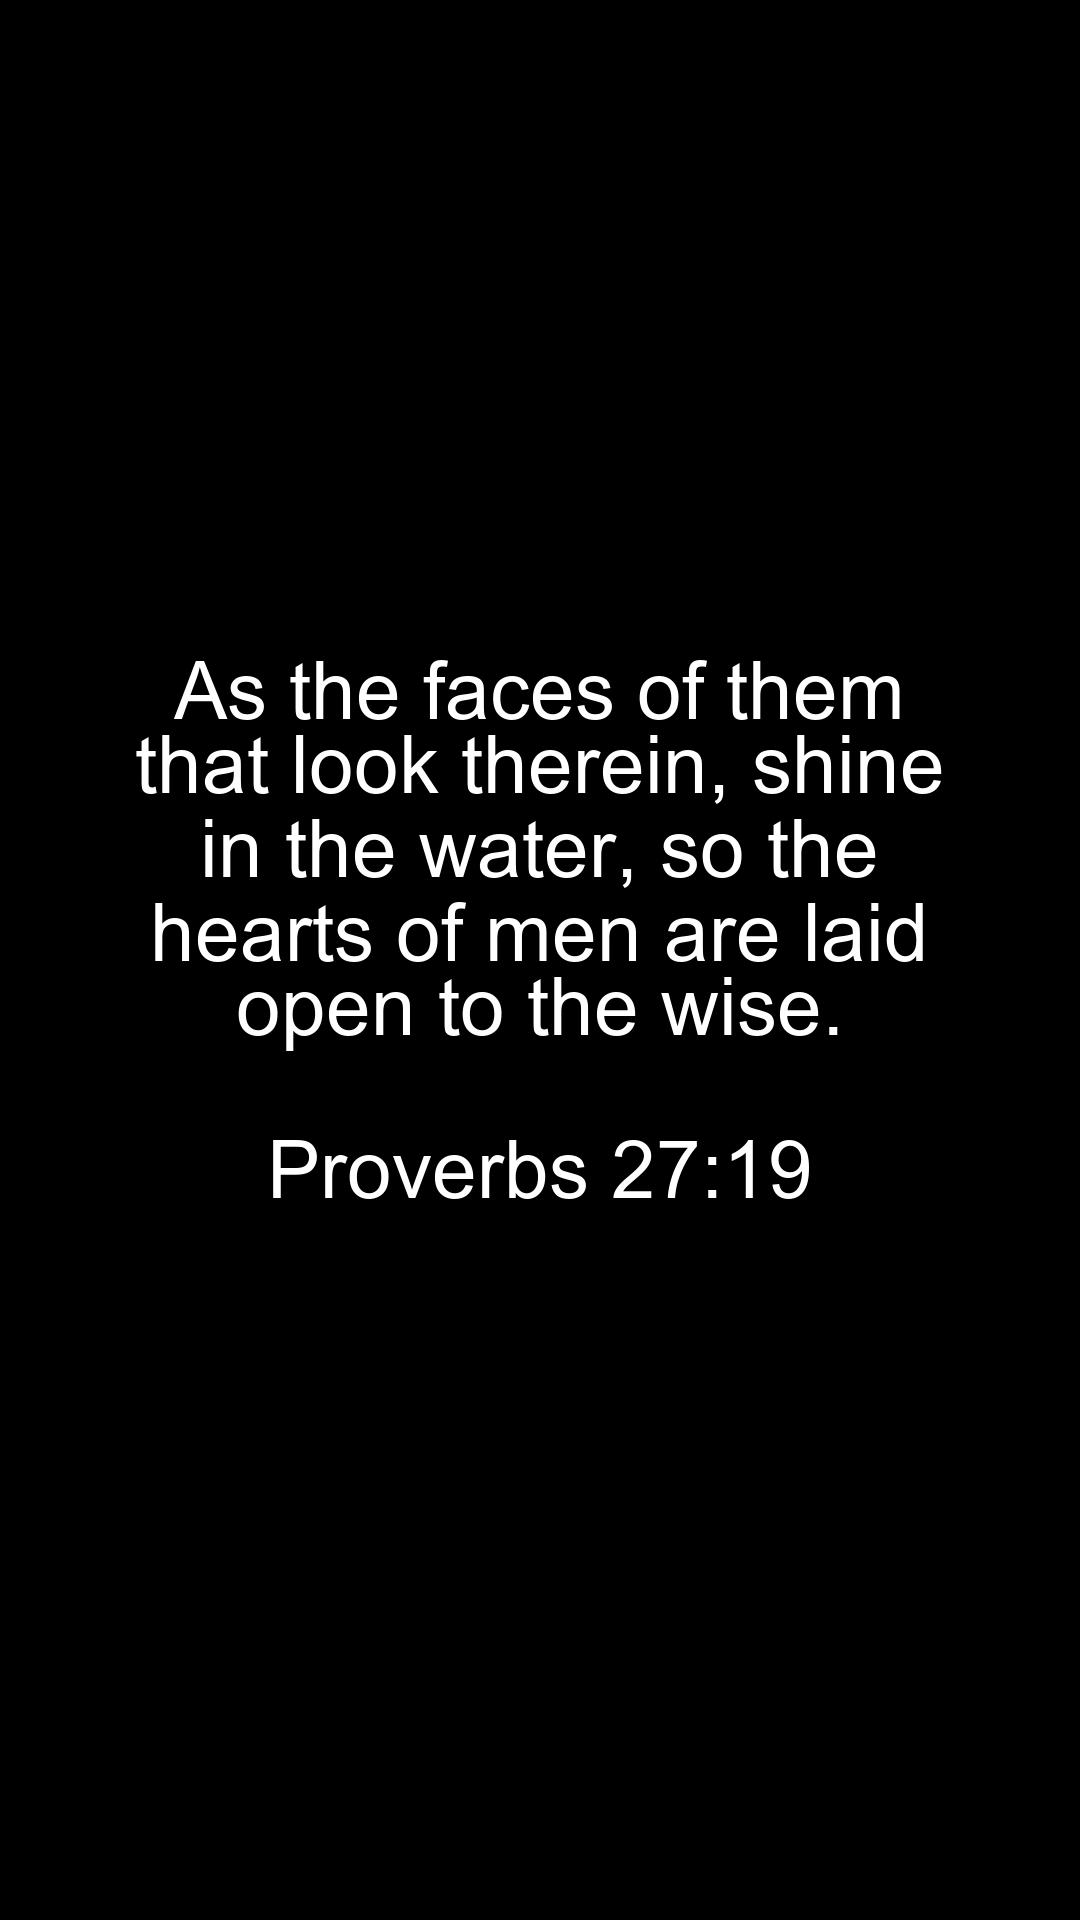 As the faces of them
that look therein, shine
in the water, so the
hearts of men are laid
open to the wise.
Proverbs 27:19